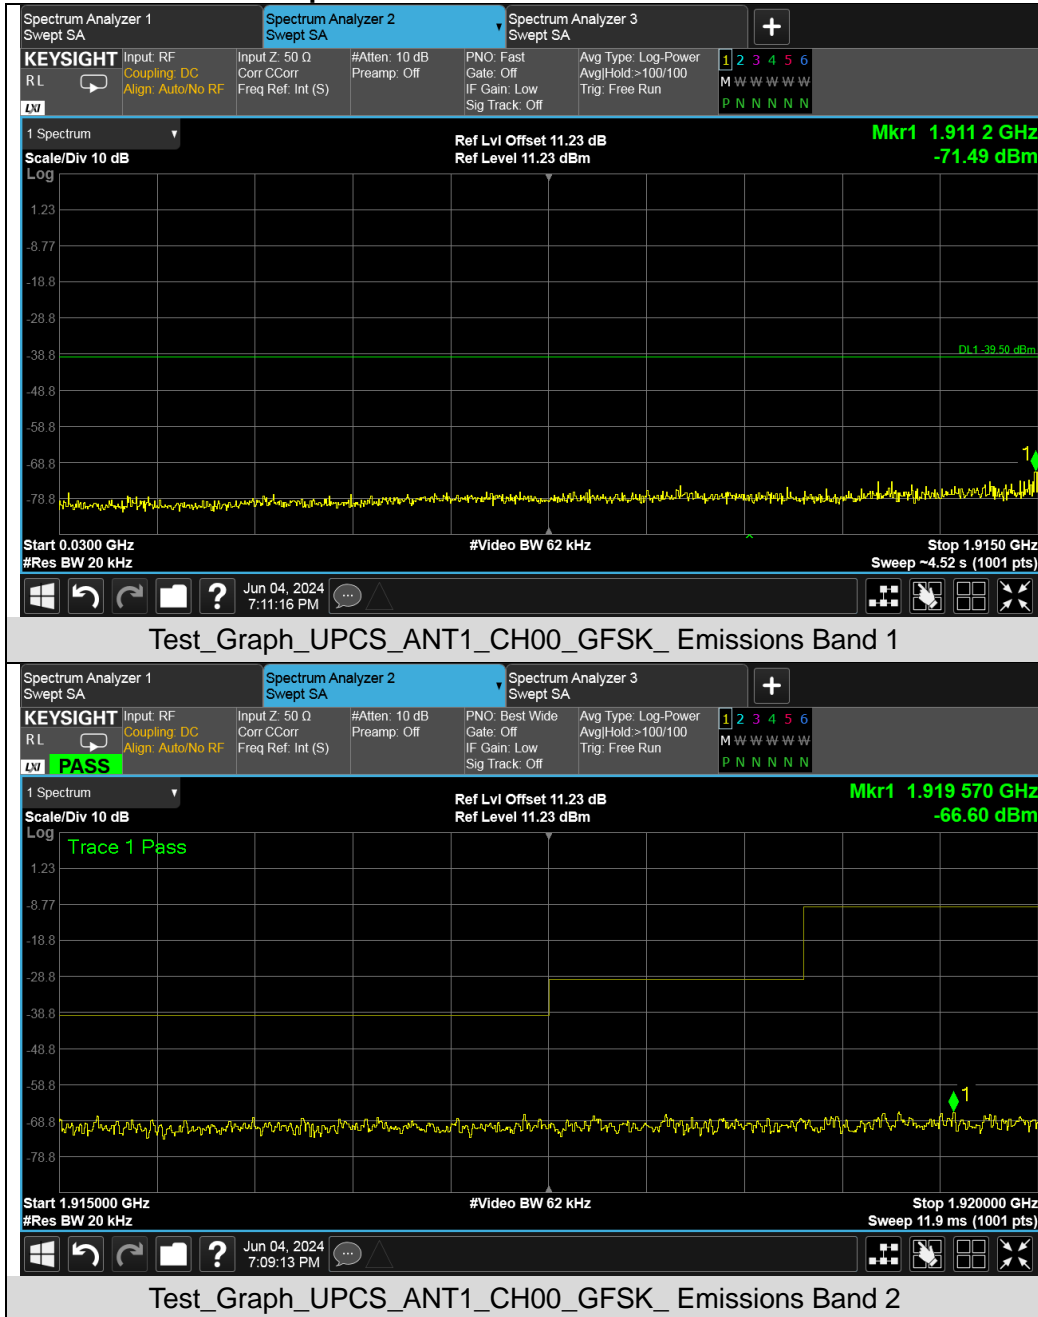 Spectrum Analyzer 1
Swept SA
Spectrum Analyzer 2
Swept SA
Spectrum Analyzer 3
Swept SA
KEYSIGHT
RL
LXI
Input: RF
Coupling: DC
Align: Auto/No RF
Input Z: 50 Ω
Corr CCorr
Freq Ref: Int (S)
#Atten: 10 dB
Preamp: Off
PNO: Fast
Gate: Off
IF Gain: Low
Sig Track: Off
Avg Type: Log-Power
Avg|Hold:>100/100
Trig: Free Run
1 2 3 4 5 6
M W W W W W
P N N N N N
1 Spectrum
Scale/Div 10 dB
Ref Lvl Offset 11.23 dB
Ref Level 11.23 dBm
Mkr1 1.911 2 GHz
-71.49 dBm
Log
1.23
-8.77
-18.8
-28.8
-38.8
DL1 -39.50 dBm
-48.8
-58.8
-68.8
1
-78.8
Start 0.0300 GHz
#Video BW 62 kHz
Stop 1.9150 GHz
#Res BW 20 kHz
Sweep ~4.52 s (1001 pts)
?
Jun 04, 2024
7:11:16 PM
Test_Graph_UPCS_ANT1_CH00_GFSK_ Emissions Band 1
Spectrum Analyzer 1
Swept SA
Spectrum Analyzer 2
Swept SA
Spectrum Analyzer 3
Swept SA
KEYSIGHT
RL
LXI
PASS
Input: RF
Coupling: DC
Align: Auto/No RF
Input Z: 50 Ω
Corr CCorr
Freq Ref: Int (S)
#Atten: 10 dB
Preamp: Off
PNO: Best Wide
Gate: Off
IF Gain: Low
Sig Track: Off
Avg Type: Log-Power
Avg|Hold:>100/100
Trig: Free Run
1 2 3 4 5 6
M W W W W W
P N N N N N
1 Spectrum
Scale/Div 10 dB
Ref Lvl Offset 11.23 dB
Ref Level 11.23 dBm
Mkr1 1.919 570 GHz
-66.60 dBm
Log
Trace 1 Pass
1.23
-8.77
-18.8
-28.8
-38.8
-48.8
-58.8
1
-68.8
-78.8
Start 1.915000 GHz
#Video BW 62 kHz
Stop 1.920000 GHz
#Res BW 20 kHz
Sweep 11.9 ms (1001 pts)
?
Jun 04, 2024
7:09:13 PM
Test_Graph_UPCS_ANT1_CH00_GFSK_ Emissions Band 2